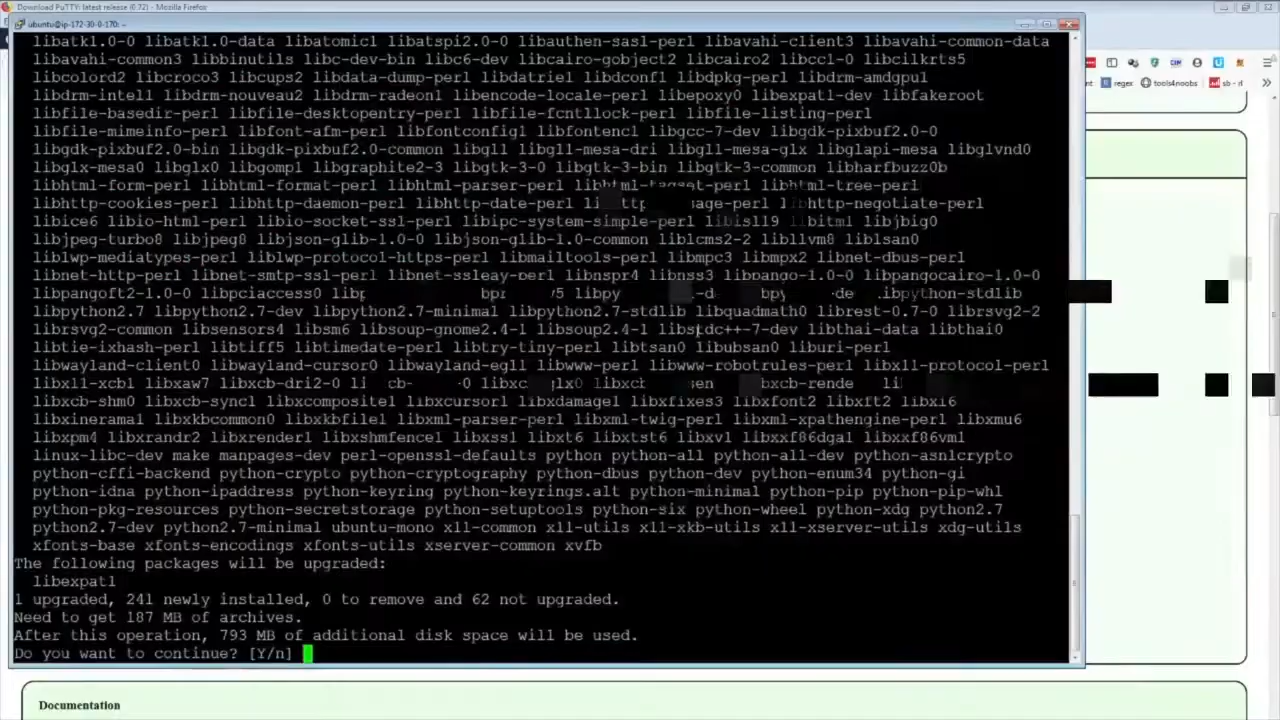 Download PuTTY: latest release (0.72) - Mozilla Firefox
ubuntu@ip-172-30-0-170: ~
libatk1.0-0 libatk1.0-data libatomic1 libatspi2.0-0 libauthen-sasl-perl libavahi-client3 libavahi-common-data
libavahi-common3 libbinutils libc-dev-bin libc6-dev libcairo-gobject2 libcairo2 libcc1-0 libcilkrts5
libcolord2 libcroco3 libcups2 libdata-dump-perl libdatrie1 libdconf1 libdpkg-perl libdrm-amdgpu1
libdrm-intel1 libdrm-nouveau2 libdrm-radeon1 libencode-locale-perl libepoxy0 libexpat1-dev libfakeroot
libfile-basedir-perl libfile-desktopentry-perl libfile-fcntllock-perl libfile-listing-perl
libfile-mimeinfo-perl libfont-afm-perl libfontconfig1 libfontenc1 libgcc-7-dev libgdk-pixbuf2.0-0
libgdk-pixbuf2.0-bin libgdk-pixbuf2.0-common libgl1 libgl1-mesa-dri libgl1-mesa-glx libglapi-mesa libglvnd0
libglx-mesa0 libglx0 libgomp1 libgraphite2-3 libgtk-3-0 libgtk-3-bin libgtk-3-common libharfbuzz0b
libhtml-form-perl libhtml-format-perl libhtml-parser-perl libhtml-tagset-perl libhtml-tree-perl
libhttp-cookies-perl libhttp-daemon-perl libhttp-date-perl libhttp-negotiate-perl
libice6 libio-html-perl libio-socket-ssl-perl libipc-system-simple-perl libisl19 libitm1 libjbig0
libjpeg-turbo8 libjpeg8 libjson-glib-1.0-0 libjson-glib-1.0-common liblcms2-2 libllvm8 liblsan0
liblwp-mediatypes-perl liblwp-protocol-https-perl libmailtools-perl libmpc3 libmpx2 libnet-dbus-perl
libnet-http-perl libnet-smtp-ssl-perl libnet-ssleay-perl libnspr4 libnss3 libpango-1.0-0 libpangocairo-1.0-0
libpangoft2-1.0-0 libpciaccess0 libpython-stdlib
libpython2.7 libpython2.7-dev libpython2.7-minimal libpython2.7-stdlib libquadmath0 librest-0.7-0 librsvg2-2
librsvg2-common libsensors4 libsm6 libsoup-gnome2.4-1 libsoup2.4-1 libstdc++-7-dev libthai-data libthai0
libtie-ixhash-perl libtiff5 libtimedate-perl libtry-tiny-perl libtsan0 libubsan0 liburi-perl
libwayland-client0 libwayland-cursor0 libwayland-egl1 libwww-perl libwww-robotrules-perl libx11-protocol-perl
libx11-xcb1 libxaw7 libxcb-dri2-0
libxcb-shm0 libxcb-sync1 libxcomposite1 libxcursor1 libxdamage1 libxfixes3 libxfont2 libxft2 libxi6
libxinerama1 libxkbcommon0 libxkbfile1 libxml-parser-perl libxml-twig-perl libxml-xpathengine-perl libxmu6
libxpm4 libxrandr2 libxrender1 libxshmfence1 libxss1 libxt6 libxtst6 libxv1 libxxf86dga1 libxxf86vm1
linux-libc-dev make manpages-dev perl-openssl-defaults python python-all python-all-dev python-asn1crypto
python-cffi-backend python-crypto python-cryptography python-dbus python-dev python-enum34 python-gi
python-idna python-ipaddress python-keyring python-keyrings.alt python-minimal python-pip python-pip-whl
python-pkg-resources python-secretstorage python-setuptools python-six python-wheel python-xdg python2.7
python2.7-dev python2.7-minimal ubuntu-mono x11-common x11-utils x11-xkb-utils x11-xserver-utils xdg-utils
xfonts-base xfonts-encodings xfonts-utils xserver-common xvfb
The following packages will be upgraded:
libexpat1
1 upgraded, 241 newly installed, 0 to remove and 62 not upgraded.
Need to get 187 MB of archives.
After this operation, 793 MB of additional disk space will be used.
Do you want to continue? [Y/n]
regex tools4noobs
Documentation